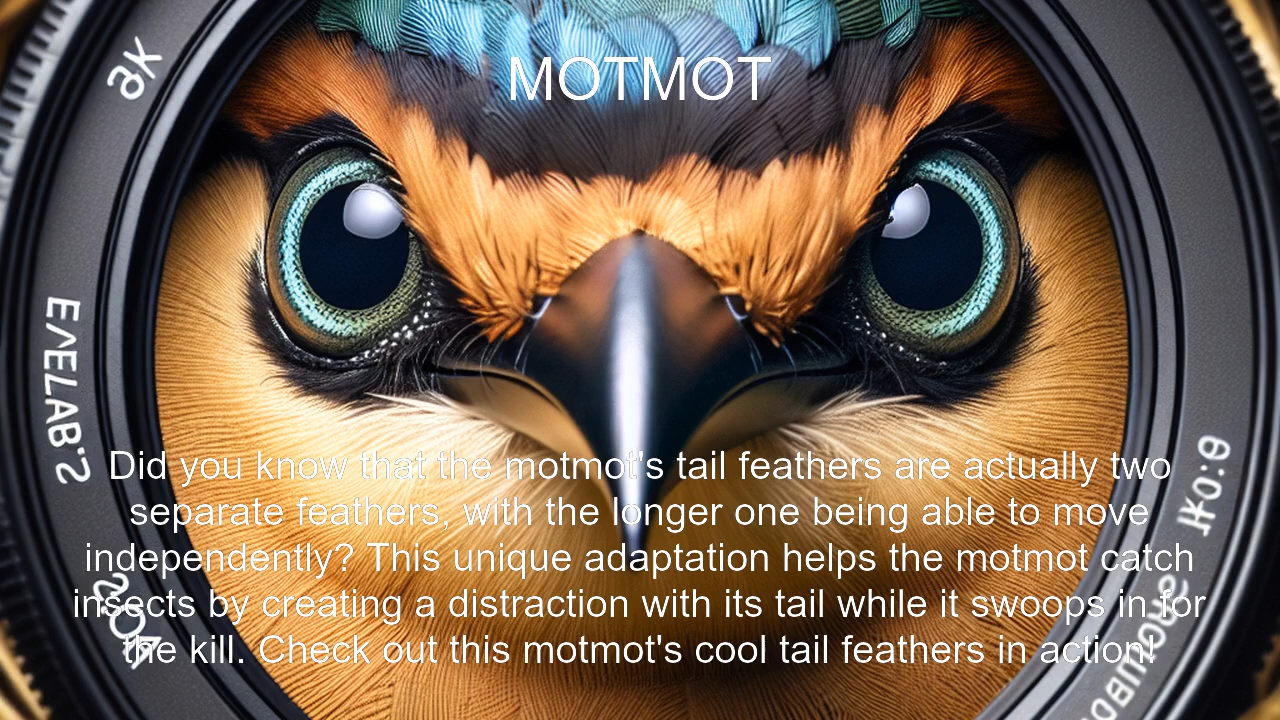 MOTMOT
Did you know that the motmot's tail feathers are actually two
separate feathers, with the longer one being able to move
independently? This unique adaptation helps the motmot catch
insects by creating a distraction with its tail while it swoops in for
the kill. Check out this motmot's cool tail feathers in action!